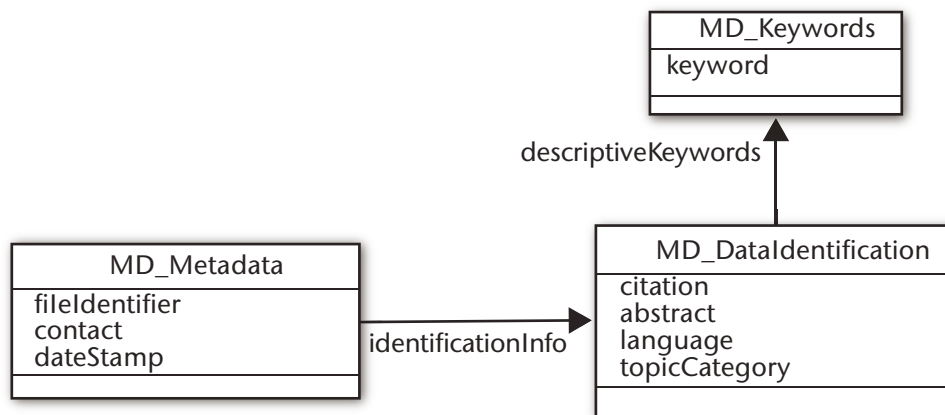 MD_Keywords
keyword
descriptiveKeywords
MD_Metadata
fileIdentifier
contact
dateStamp
identificationInfo
MD_DataIdentification
citation
abstract
language
topicCategory